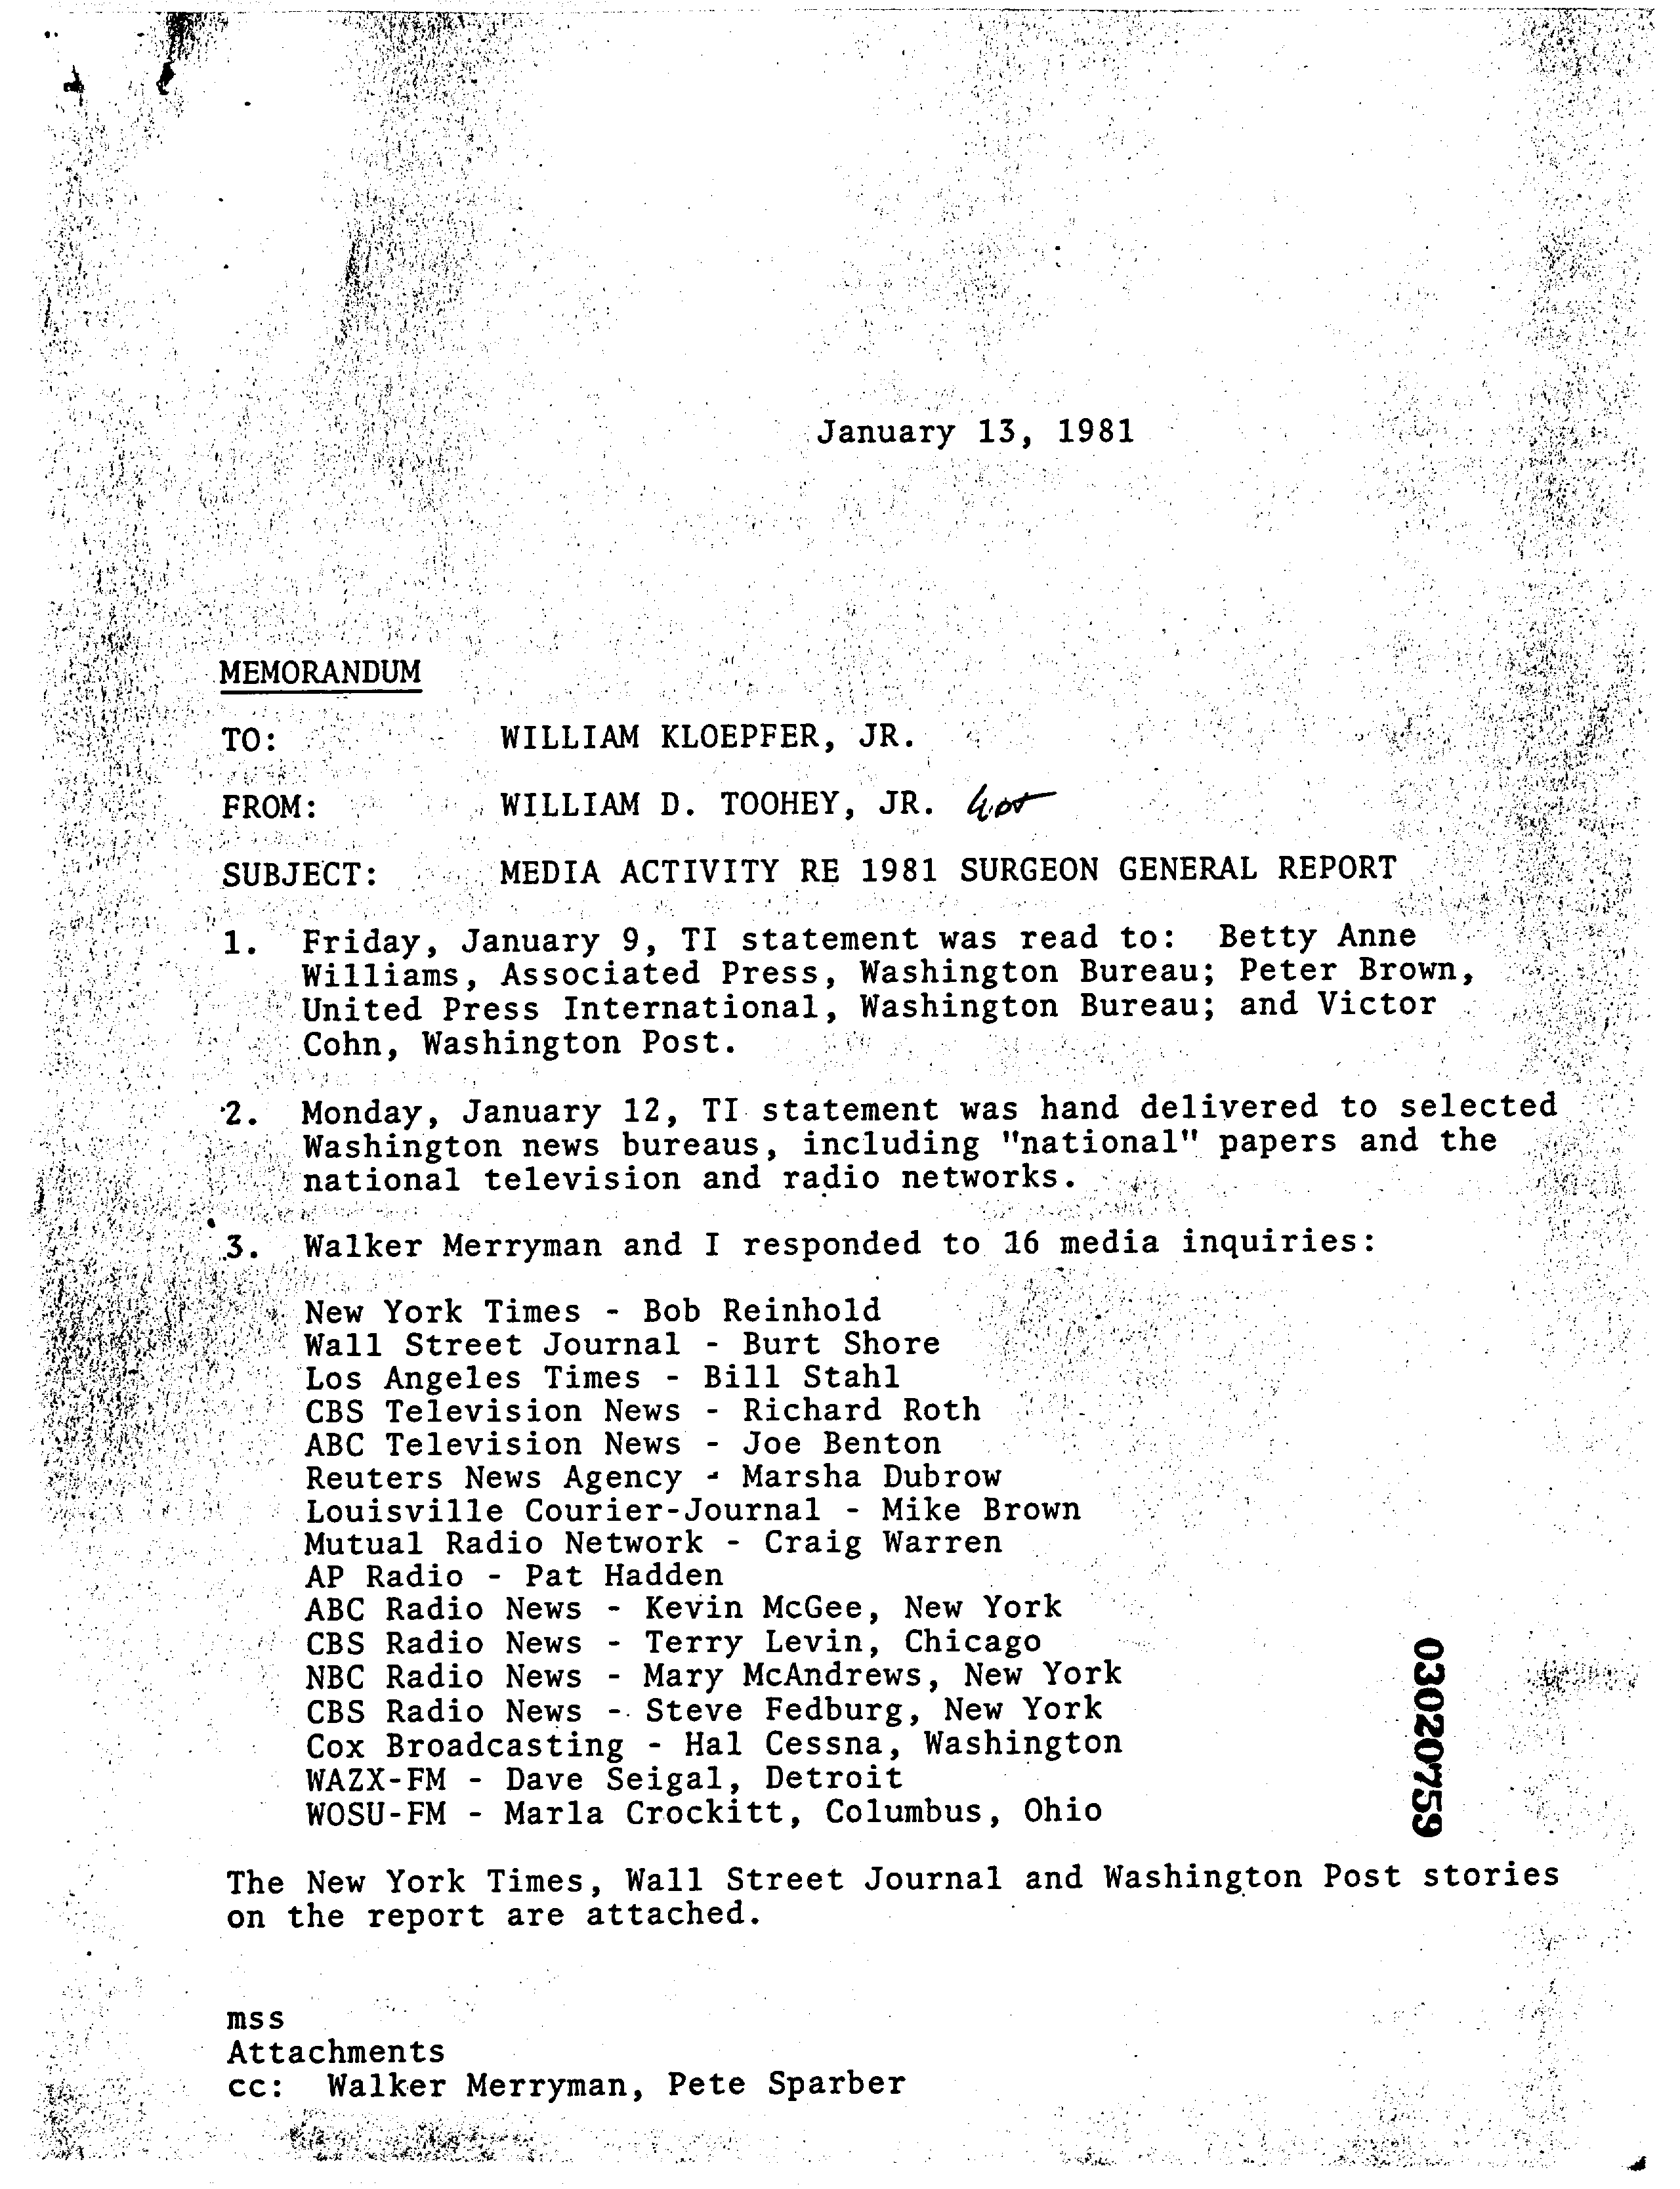 January 13, 1981
MEMORANDUM
TO: WILLIAM KLOEPFER, JR.
FROM: WILLIAM D. TOOHEY, JR.
SUBJECT: MEDIA ACTIVITY RE 1981 SURGEON GENERAL REPORT
1. Friday, January 9, TI statement was read to: Betty Anne
Williams, Associated Press, Washington Bureau; Peter Brown,
United Press International, Washington Bureau; and Victor
Cohn, Washington Post.
2. Monday, January 12, TI statement was hand delivered to selected
Washington news bureaus, including "national" papers and the
national television and radio networks.
3. Walker Merryman and I responded to 16 media inquiries:
New York Times - Bob Reinhold
Wall Street Journal - Burt Shore
Los Angeles Times - Bill Stahl
CBS Television News - Richard Roth
ABC Television News - Joe Benton
Reuters News Agency - Marsha Dubrow
Louisville Courier-Journal - Mike Brown
Mutual Radio Network - Craig Warren
AP Radio - Pat Hadden
ABC Radio News - Kevin McGee, New York
CBS Radio News - Terry Levin, Chicago
NBC Radio News - Mary McAndrews, New York
CBS Radio News - Steve Fedburg, New York
Cox Broadcasting - Hal Cessna, Washington
WAZX-FM - Dave Seigal, Detroit
WOSU-FM - Marla Crockitt, Columbus, Ohio
03020759
The New York Times, Wall Street Journal and Washington Post stories
on the report are attached.
mss
Attachments
cc: Walker Merryman, Pete Sparber